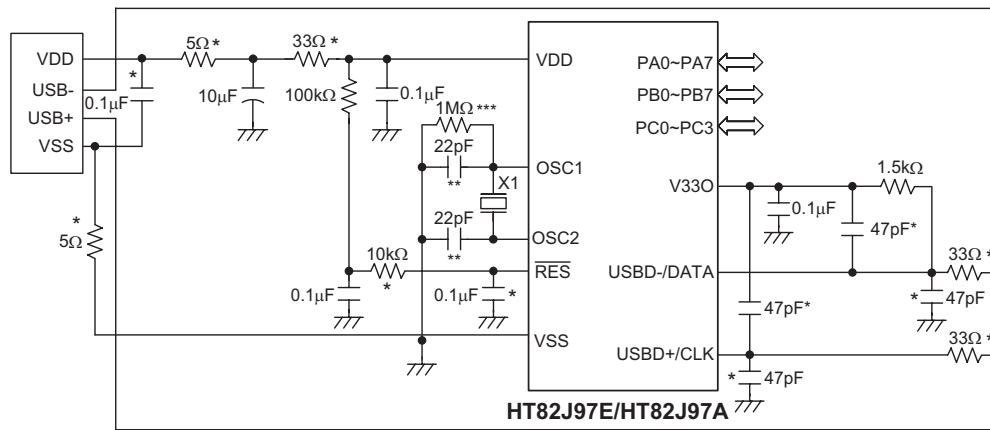 5Ω *
33Ω *
VDD
USB-
USB+
VSS
*
0.1μF
10μF
100kΩ
0.1μF
1MΩ ***
22pF
**
X1
22pF
**
*
5Ω
10kΩ
*
0.1μF
0.1μF
*
VDD
OSC1
OSC2
RES
VSS
PA0~PA7
PB0~PB7
PC0~PC3
V33O
USBD-/DATA
USBD+/CLK
1.5kΩ
0.1μF
47pF*
33Ω *
*
47pF
47pF*
33Ω *
*
47pF
HT82J97E/HT82J97A